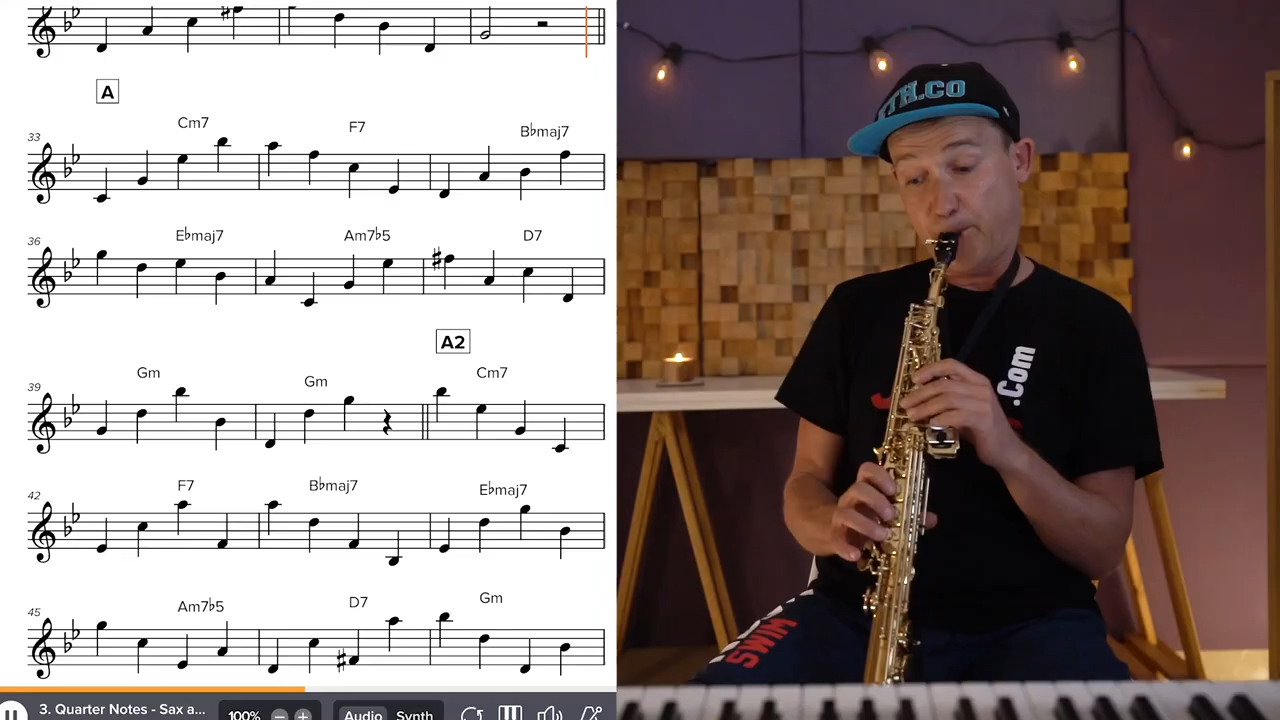 A
33 Cm7 F7 B♭maj7
36 E♭maj7 Am7♭5 D7
A2
39 Gm Gm Cm7
42 F7 B♭maj7 E♭maj7
45 Am7♭5 D7 Gm
3. Quarter Notes - Sax a... 100% Audio Synth
.Com
SWIM